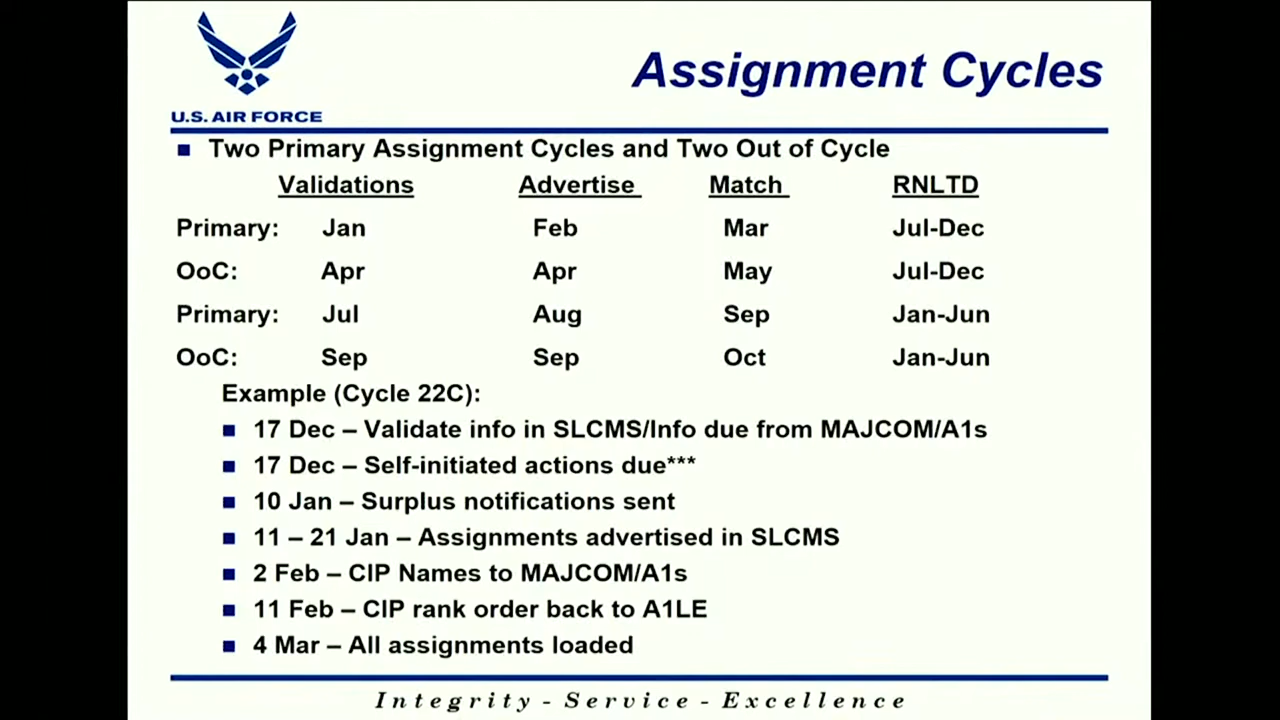 Assignment Cycles
U.S. AIR FORCE
■ Two Primary Assignment Cycles and Two Out of Cycle
Validations Advertise Match RNLTD
Primary: Jan Feb Mar Jul-Dec
OoC: Apr Apr May Jul-Dec
Primary: Jul Aug Sep Jan-Jun
OoC: Sep Sep Oct Jan-Jun
Example (Cycle 22C):
■ 17 Dec – Validate info in SLCMS/Info due from MAJCOM/A1s
■ 17 Dec – Self-initiated actions due***
■ 10 Jan – Surplus notifications sent
■ 11 – 21 Jan – Assignments advertised in SLCMS
■ 2 Feb – CIP Names to MAJCOM/A1s
■ 11 Feb – CIP rank order back to A1LE
■ 4 Mar – All assignments loaded
Integrity - Service - Excellence